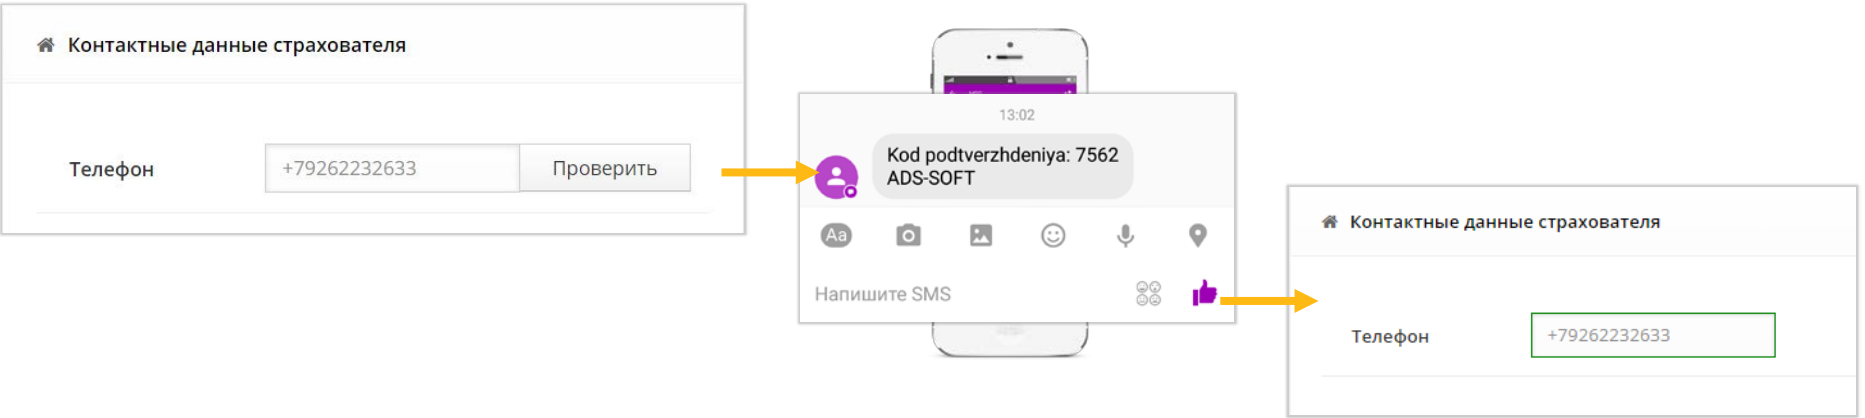 Контактные данные страхователя
Телефон
+79262232633
Проверить
13:02
Kod podtverzhdeniya: 7562
ADS-SOFT
Aa
Напишите SMS
Контактные данные страхователя
Телефон
+79262232633